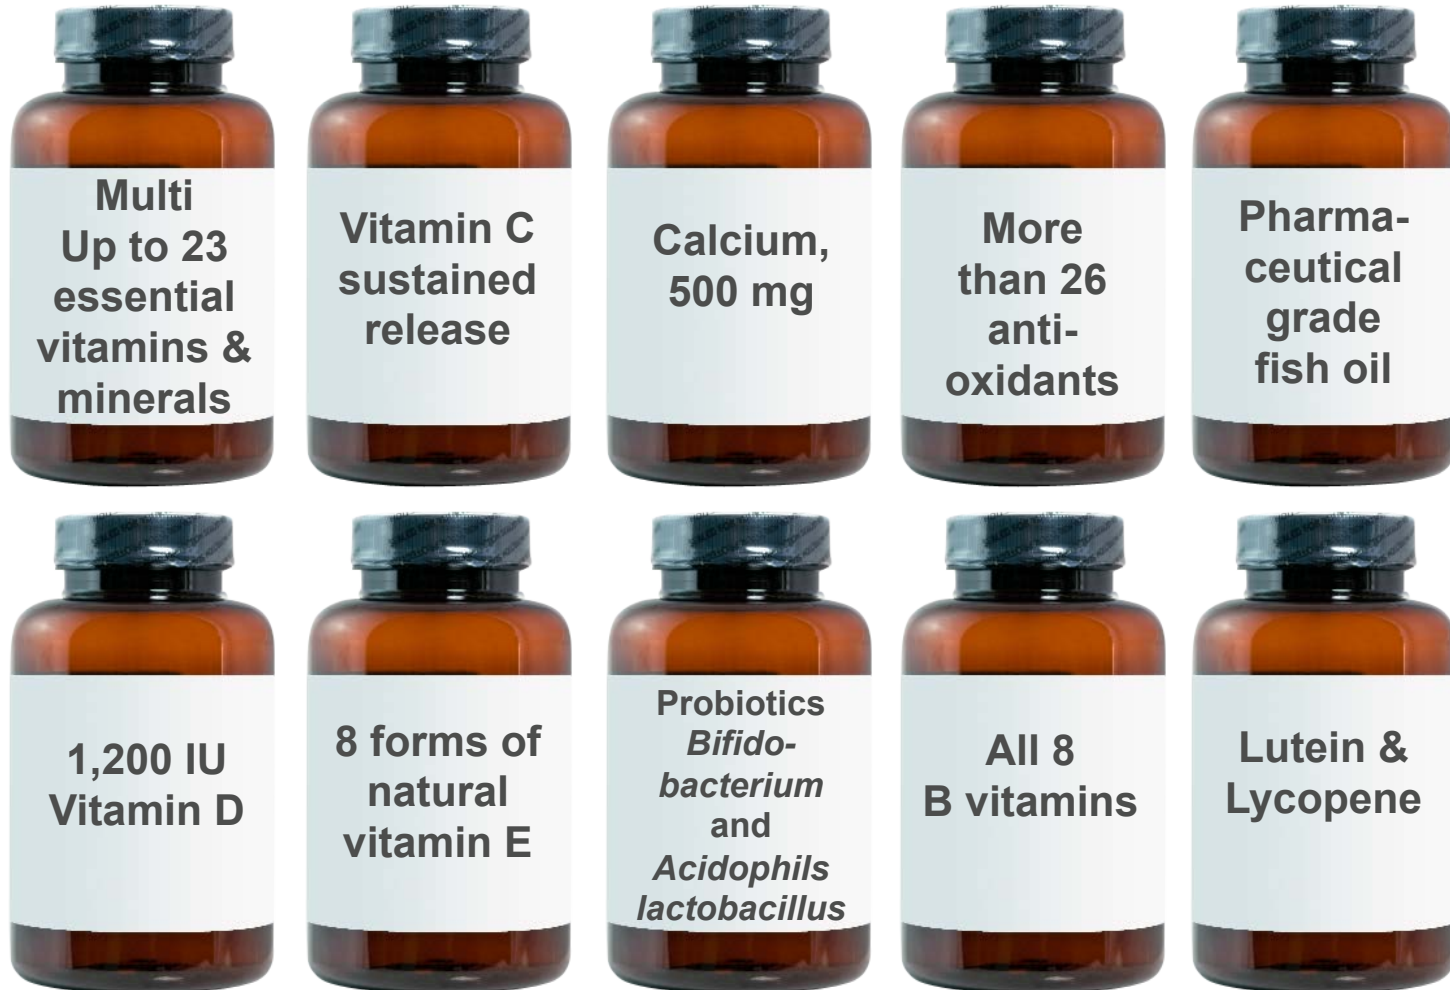 Multi
Up to 23
essential
vitamins &
minerals
Vitamin C
sustained
release
Calcium,
500 mg
More
than 26
anti-
oxidants
Pharma-
ceutical
grade
fish oil
1,200 IU
Vitamin D
8 forms of
natural
vitamin E
Probiotics
Bifido-
bacterium
and
Acidophils
lactobacillus
All 8
B vitamins
Lutein &
Lycopene